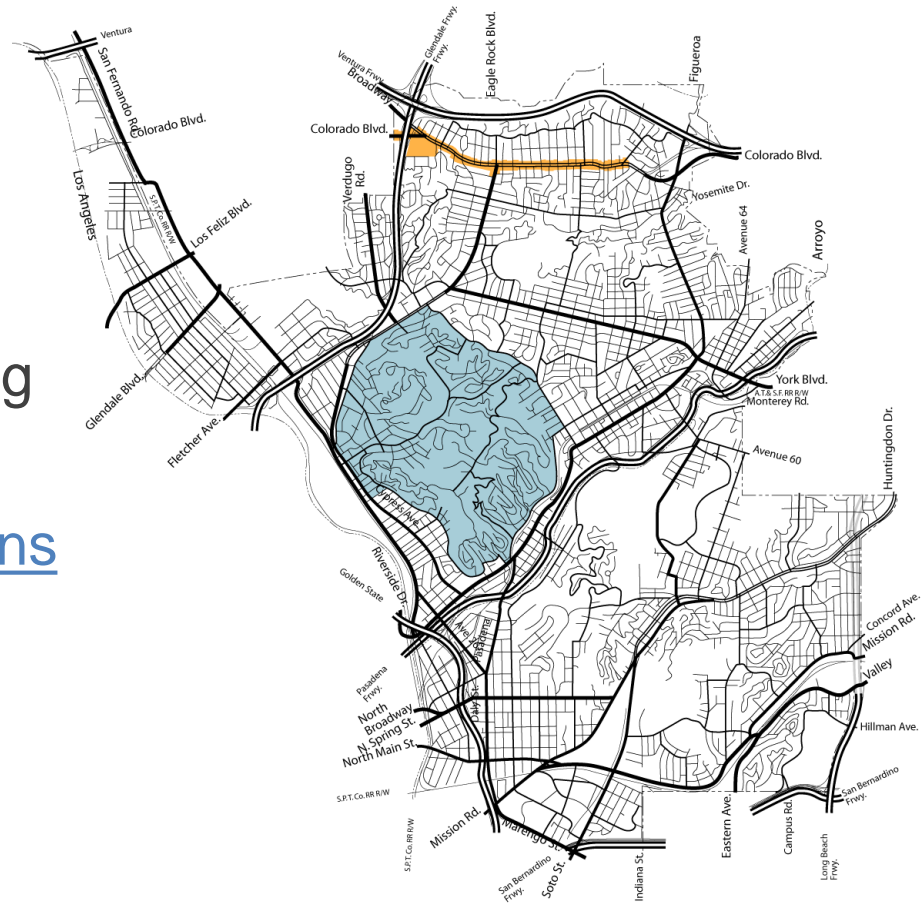 Ventura
San Fernando Rd.
Colorado Blvd.
Los Angeles
S.P.T. Co. RR R/W
Los Feliz Blvd.
Glendale Blvd.
Fletcher Ave.
Ventura Frwy.
Broadway
Colorado Blvd.
Glendale Frwy.
Eagle Rock Blvd.
Figueroa
Colorado Blvd.
Verdugo
Rd.
Yosemite Dr.
Avenue 64
Arroyo
g
York Blvd.
A.T.& S.F. RR R/W
Monterey Rd.
Avenue 60
Huntingdon Dr.
ns
Riverside Dr.
Golden State
Pasadena
Pasadena
Frwy.
Concord Ave.
Mission Rd.
Valley
Hillman Ave.
North
Broadway
N. Spring St.
North Main St.
Daly St.
S.P.T. Co. RR R/W
S.P.T. Co. RR R/W
Mission Rd.
Marengo St.
San Bernardino
Frwy.
Soto St.
Indiana St.
Eastern Ave.
Campus Rd.
Long Beach
Frwy.
San Bernardino
Frwy.